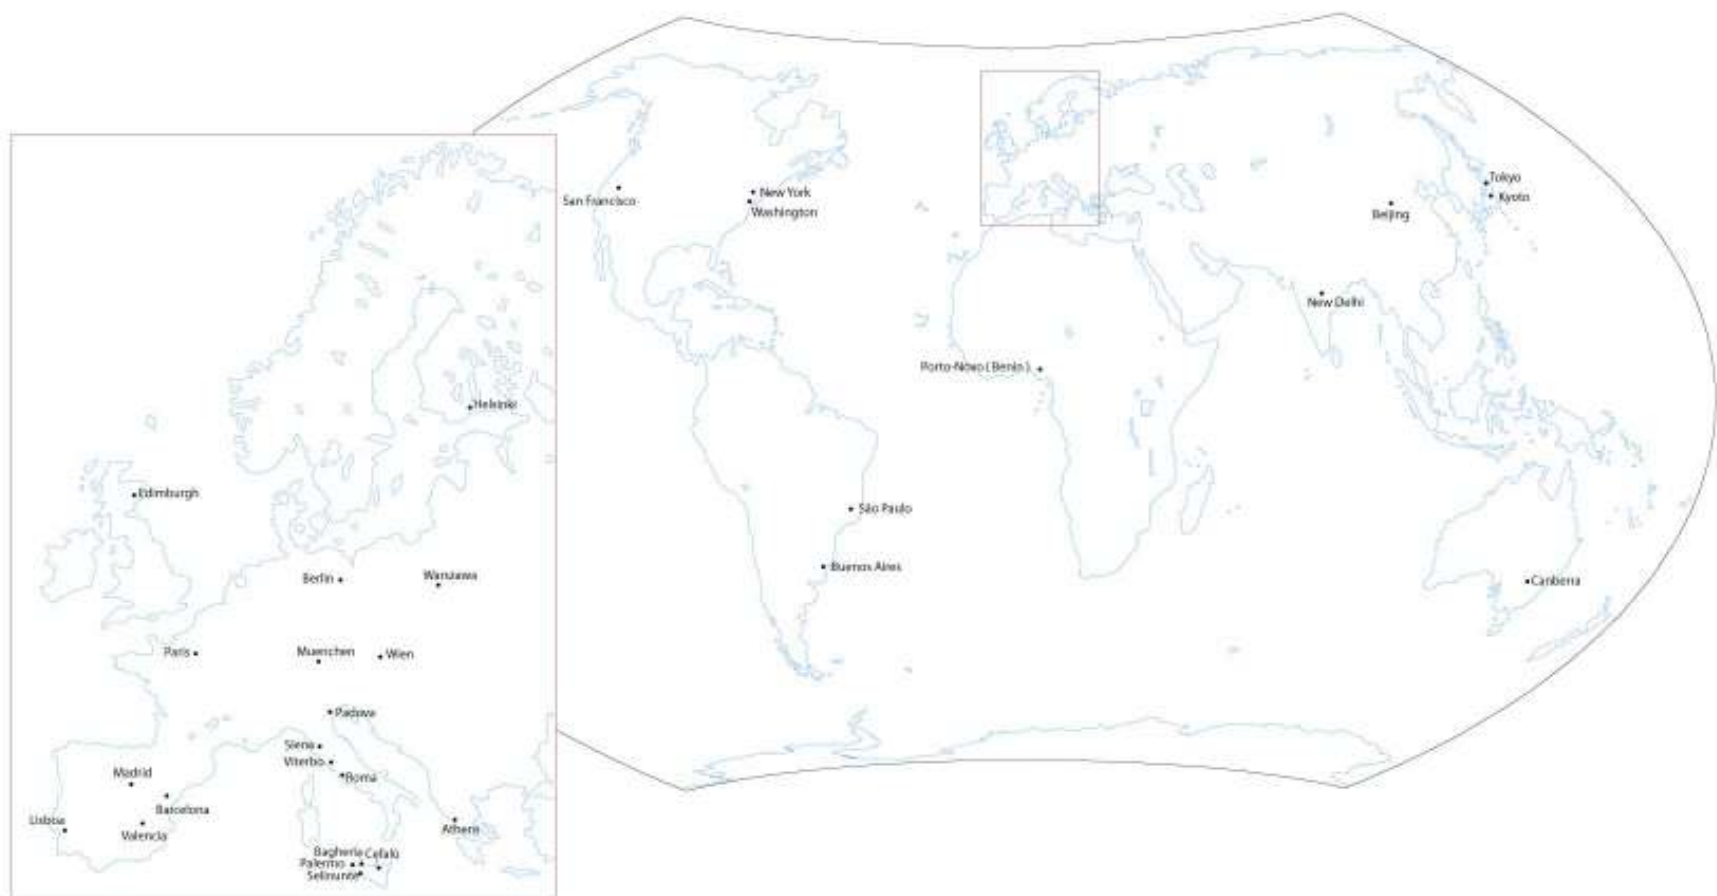 San Francisco
New York
Washington
Tokyo
Kyoto
Beijing
New Delhi
Porto-Novo ( Benin )
São Paulo
Buenos Aires
Canberra
Helsinki
Edimburgh
Berlin
Warszawa
Paris
Muenchen
Wien
Padova
Siena
Viterbo
Roma
Madrid
Barcelona
Lisboa
Valencia
Athens
Bagheria
Cefalù
Palermo
Selinunte